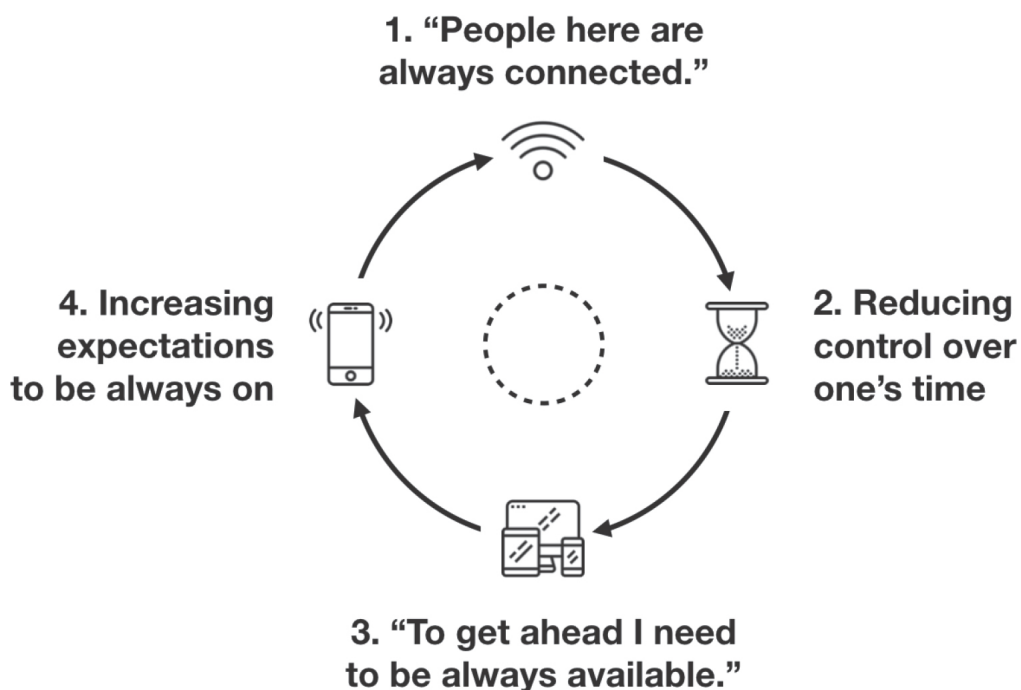 1. “People here are
always connected.”
2. Reducing
control over
one’s time
3. “To get ahead I need
to be always available.”
4. Increasing
expectations
to be always on